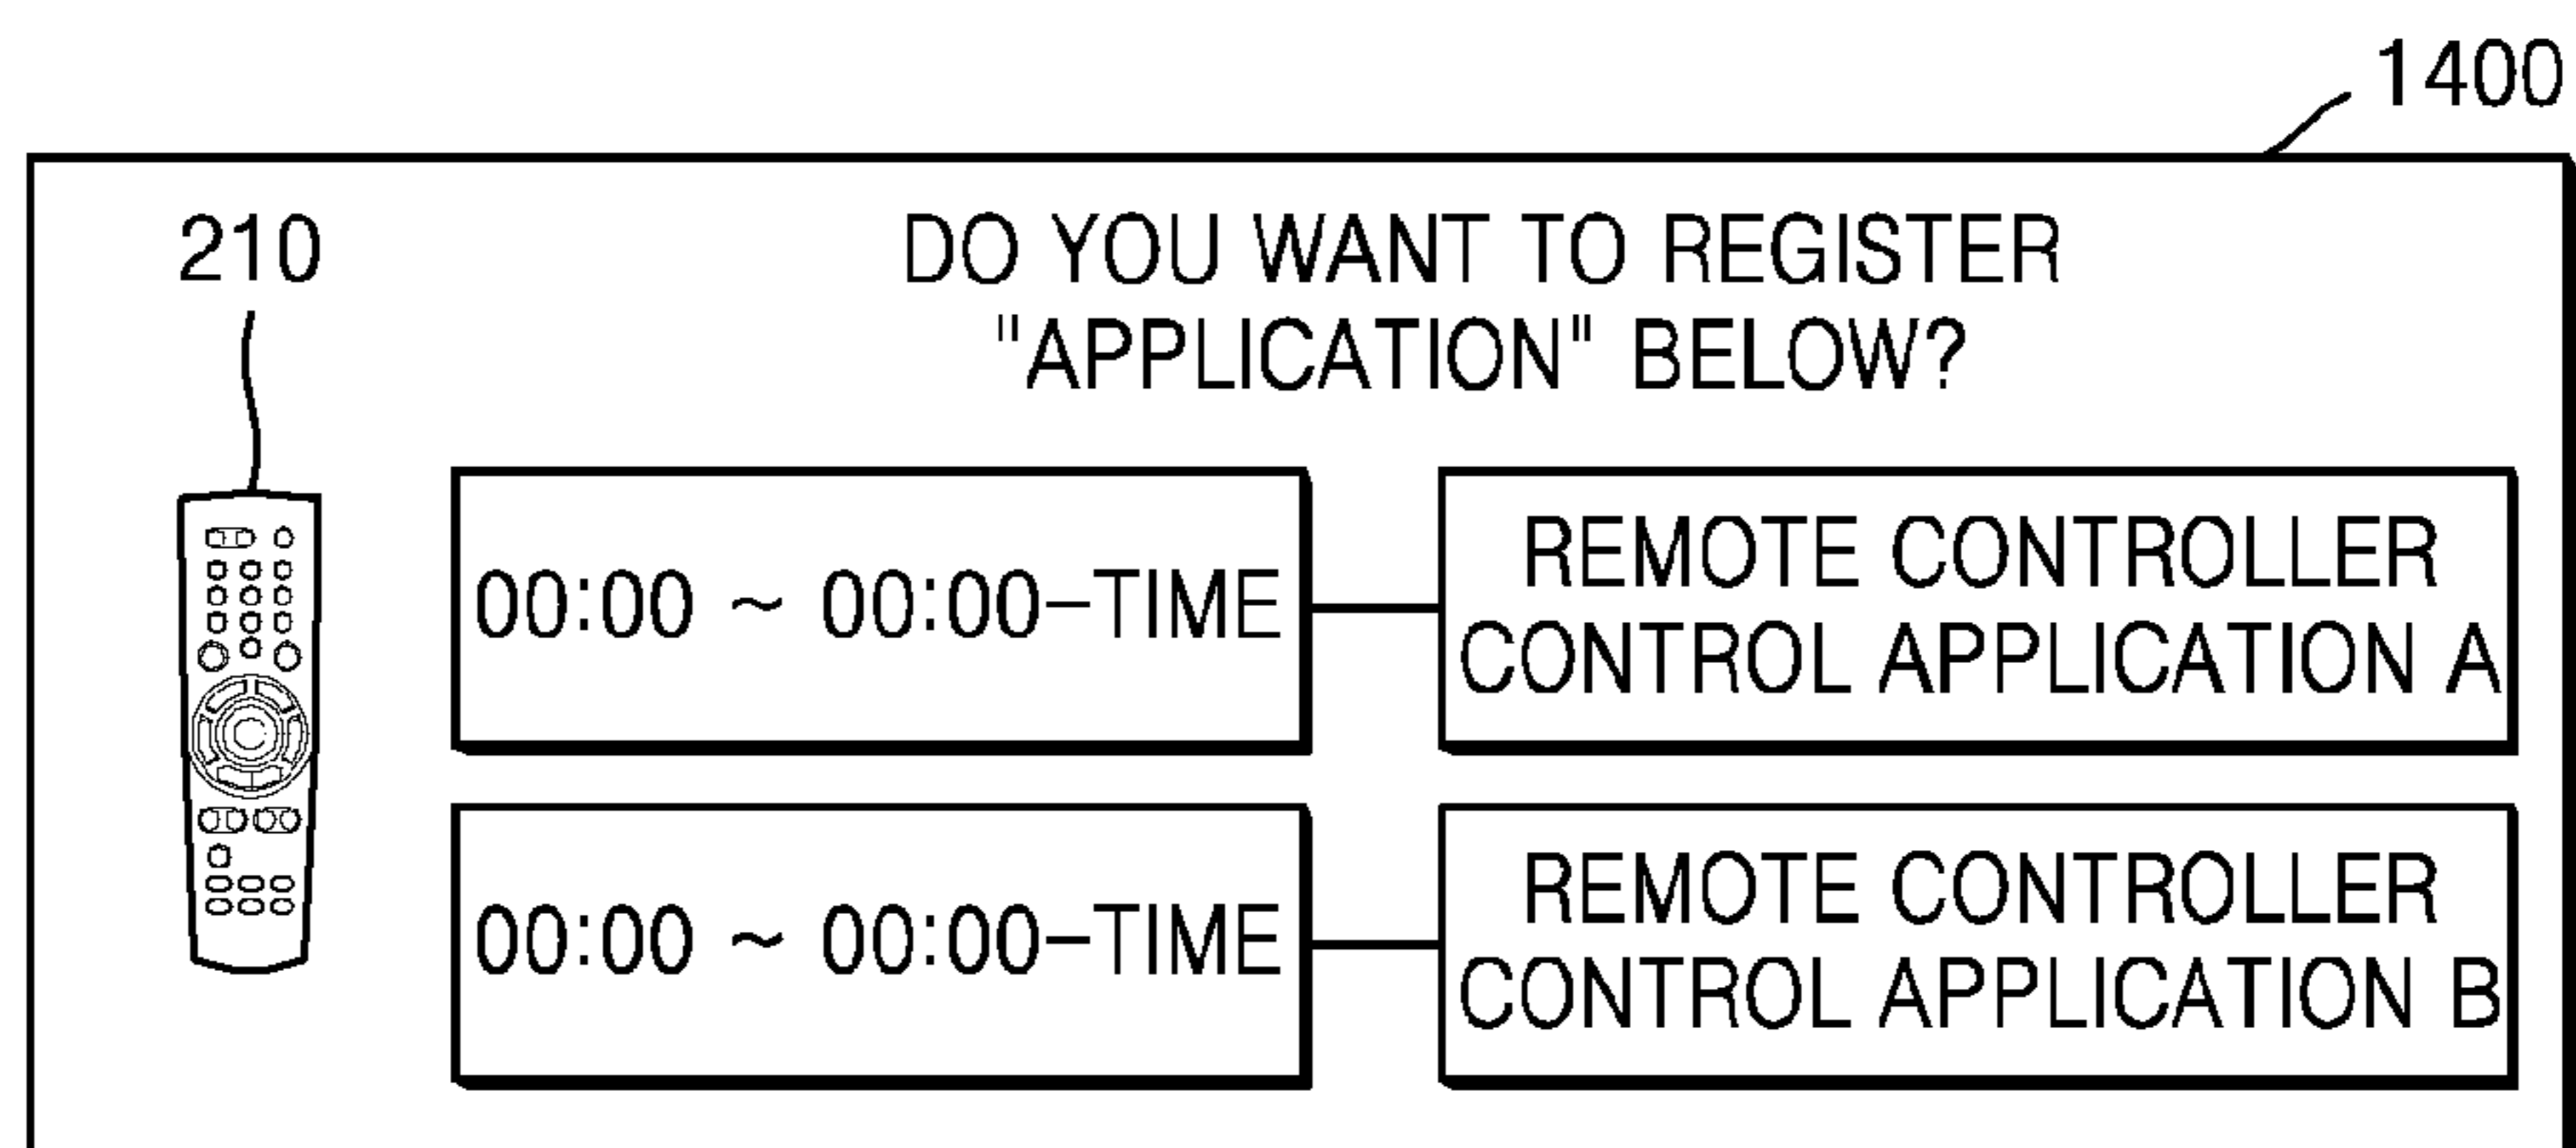 1400
210
DO YOU WANT TO REGISTER
"APPLICATION" BELOW?
00:00 ~ 00:00-TIME
REMOTE CONTROLLER
CONTROL APPLICATION A
00:00 ~ 00:00-TIME
REMOTE CONTROLLER
CONTROL APPLICATION B